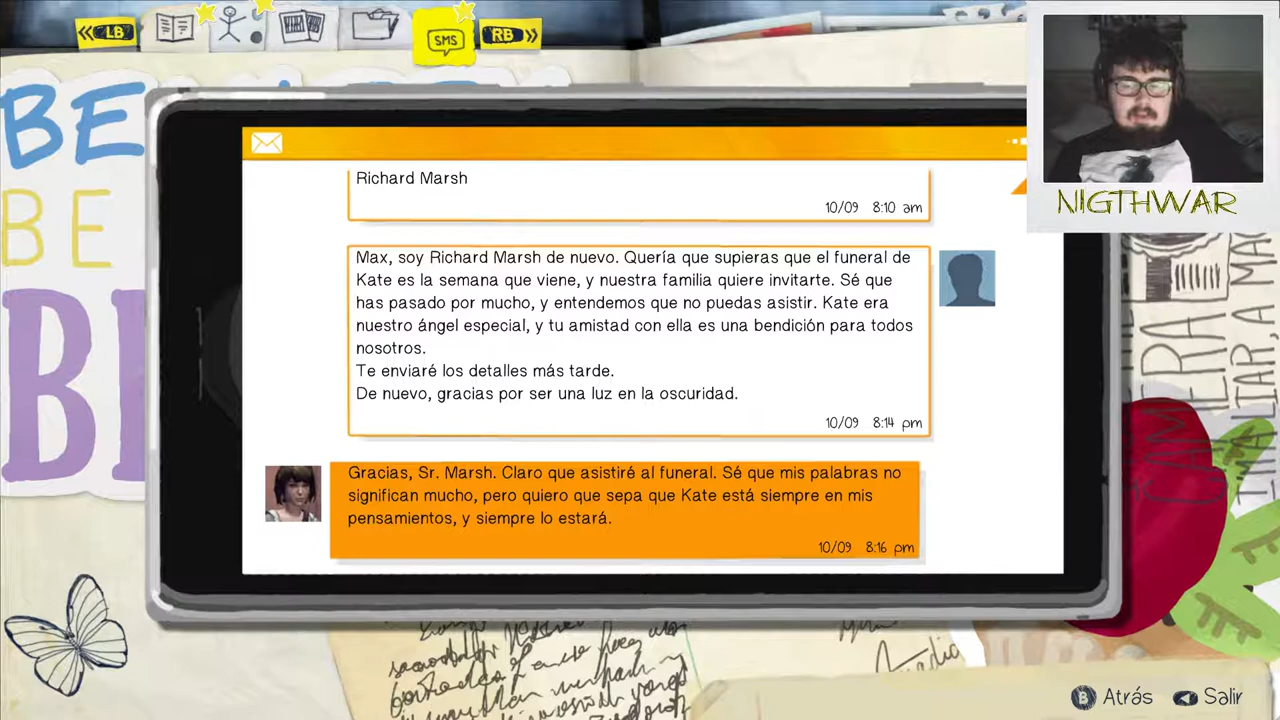 LB
SMS
RB
NIGTHWAR
BE
BE
Richard Marsh
10/09 8:10 am
Max, soy Richard Marsh de nuevo. Quería que supieras que el funeral de
Kate es la semana que viene, y nuestra familia quiere invitarte. Sé que
has pasado por mucho, y entendemos que no puedas asistir. Kate era
nuestro ángel especial, y tu amistad con ella es una bendición para todos
nosotros.
Te enviaré los detalles más tarde.
De nuevo, gracias por ser una luz en la oscuridad.
10/09 8:14 pm
Gracias, Sr. Marsh. Claro que asistiré al funeral. Sé que mis palabras no
significan mucho, pero quiero que sepa que Kate está siempre en mis
pensamientos, y siempre lo estará.
10/09 8:16 pm
B Atrás
Salir